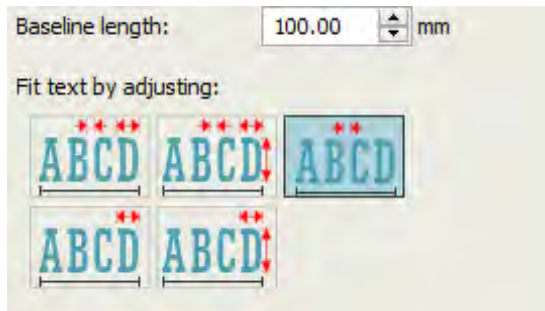 Baseline length: 100.00 mm
Fit text by adjusting:
ABCD ABCD ABCD
ABCD ABCD